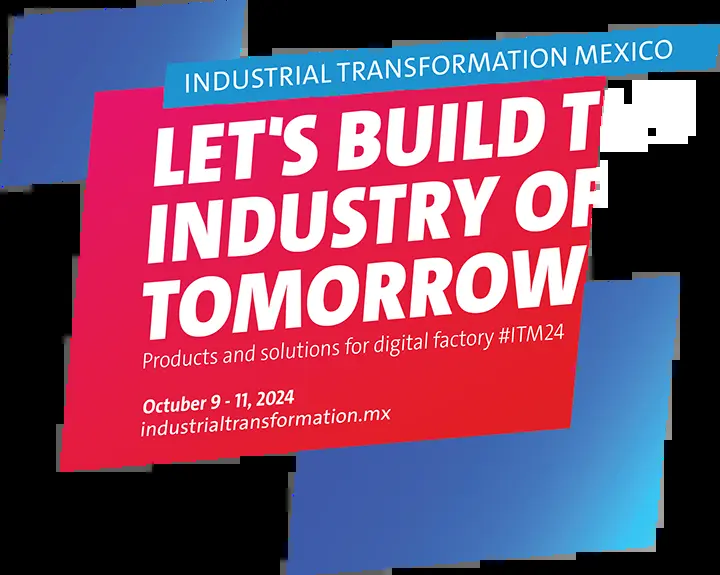 INDUSTRIAL TRANSFORMATION MEXICO
LET'S BUILD T
INDUSTRY OF
TOMORROW
Products and solutions for digital factory #ITM24
Octuber 9 - 11, 2024
industrialtransformation.mx